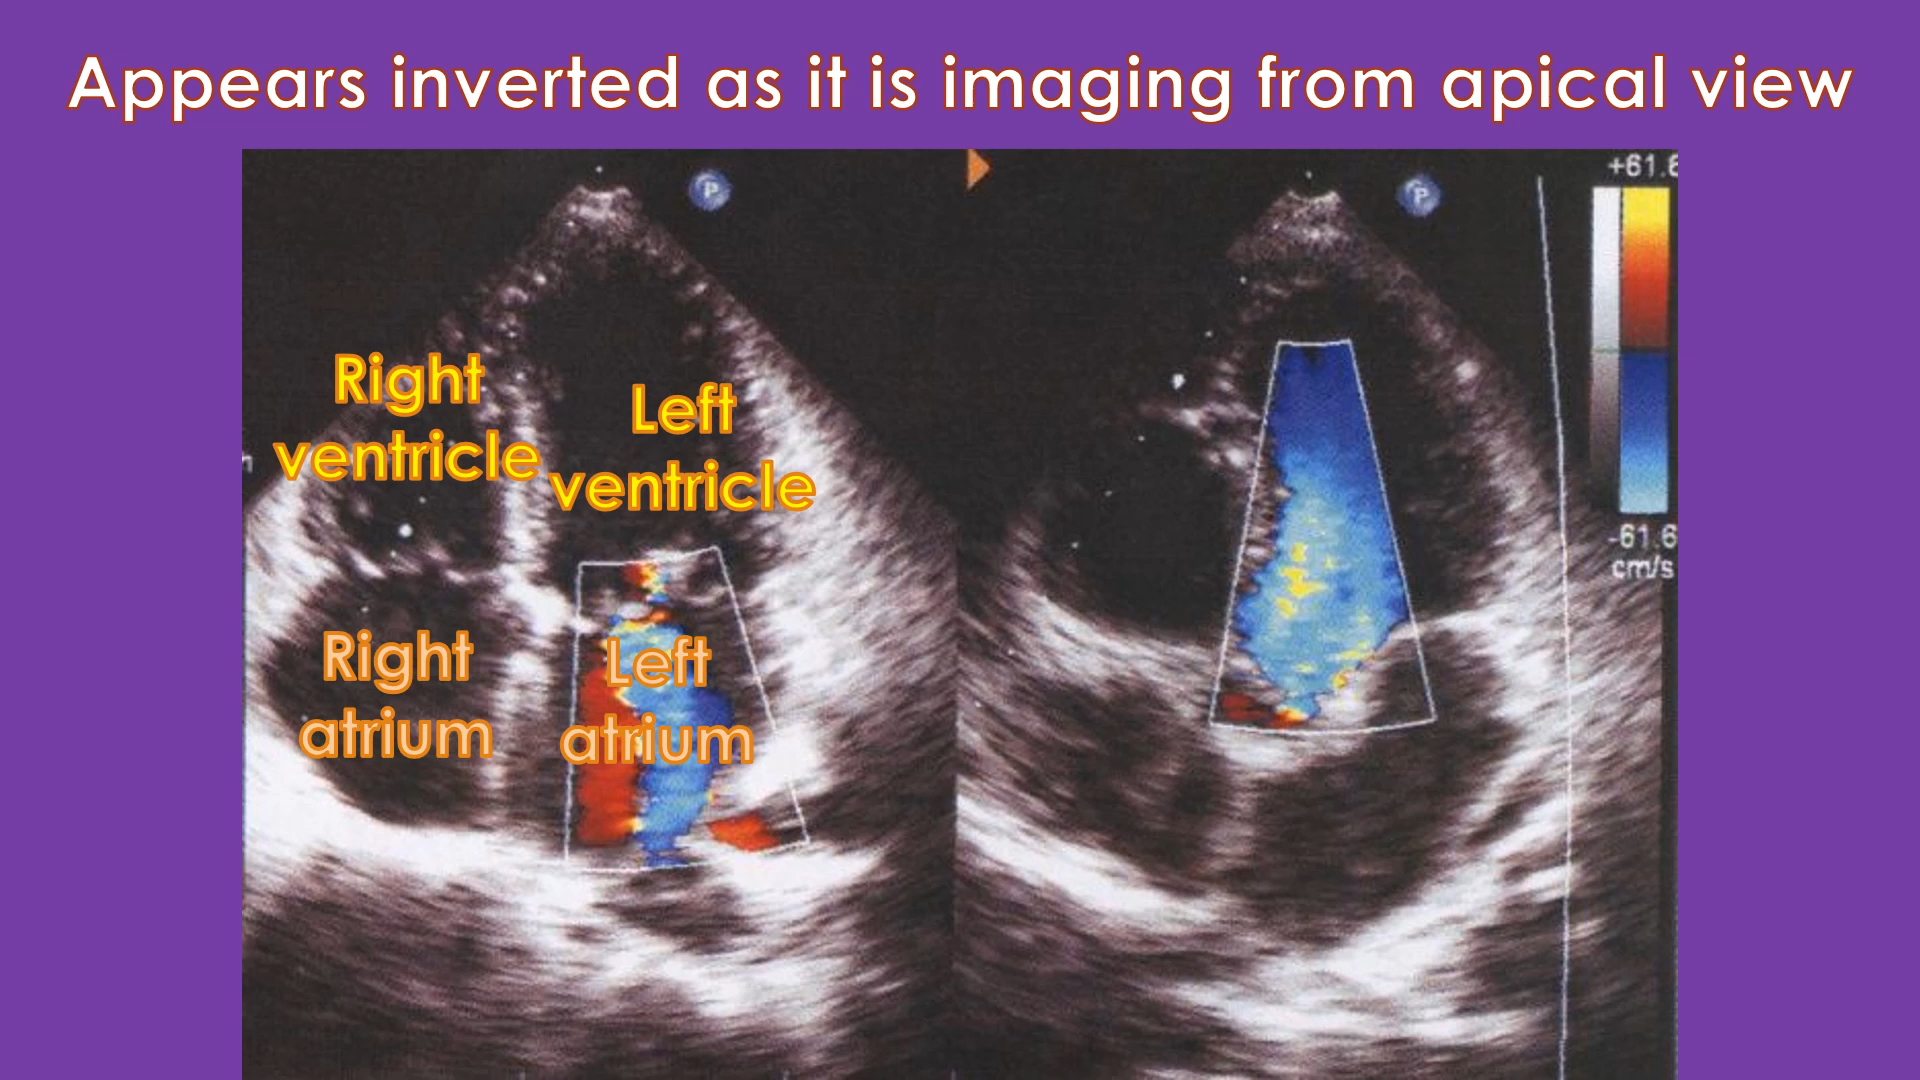 Appears inverted as it is imaging from apical view
P
P
+61.6
Right
ventricle
Left
ventricle
-61.6
cm/s
Right
atrium
Left
atrium